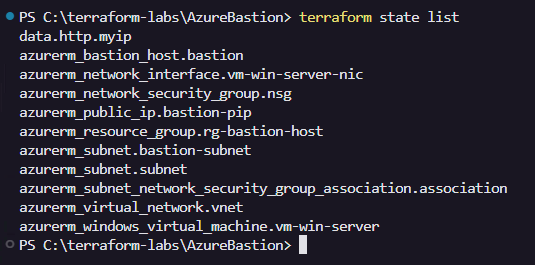 PS C:\terraform-labs\AzureBastion> terraform state list
data.http.myip
azurerm_bastion_host.bastion
azurerm_network_interface.vm-win-server-nic
azurerm_network_security_group.nsg
azurerm_public_ip.bastion-pip
azurerm_resource_group.rg-bastion-host
azurerm_subnet.bastion-subnet
azurerm_subnet.subnet
azurerm_subnet_network_security_group_association.association
azurerm_virtual_network.vnet
azurerm_windows_virtual_machine.vm-win-server
PS C:\terraform-labs\AzureBastion>